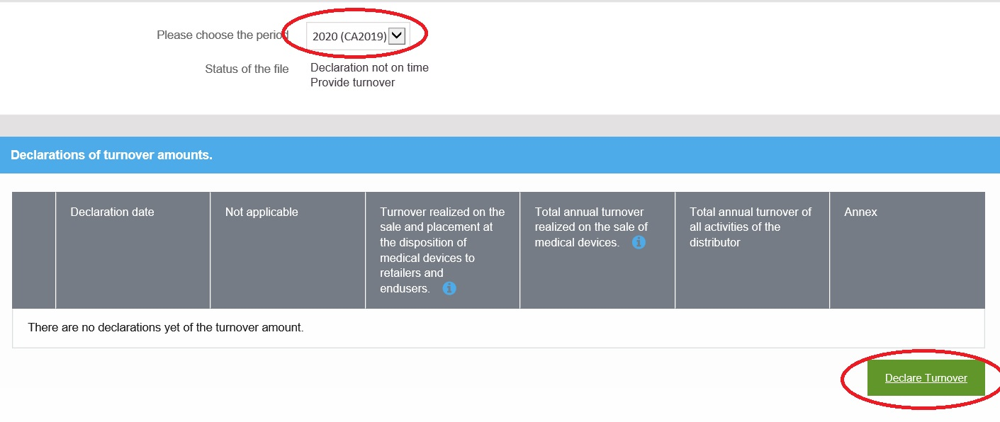 Please choose the period
2020 (CA2019)
Status of the file
Declaration not on time
Provide turnover
Declarations of turnover amounts.
Declaration date
Not applicable
Turnover realized on the
sale and placement at
the disposition of
medical devices to
retailers and
endusers.
Total annual turnover
realized on the sale of
medical devices.
Total annual turnover of
all activities of the
distributor
Annex
There are no declarations yet of the turnover amount.
Declare Turnover